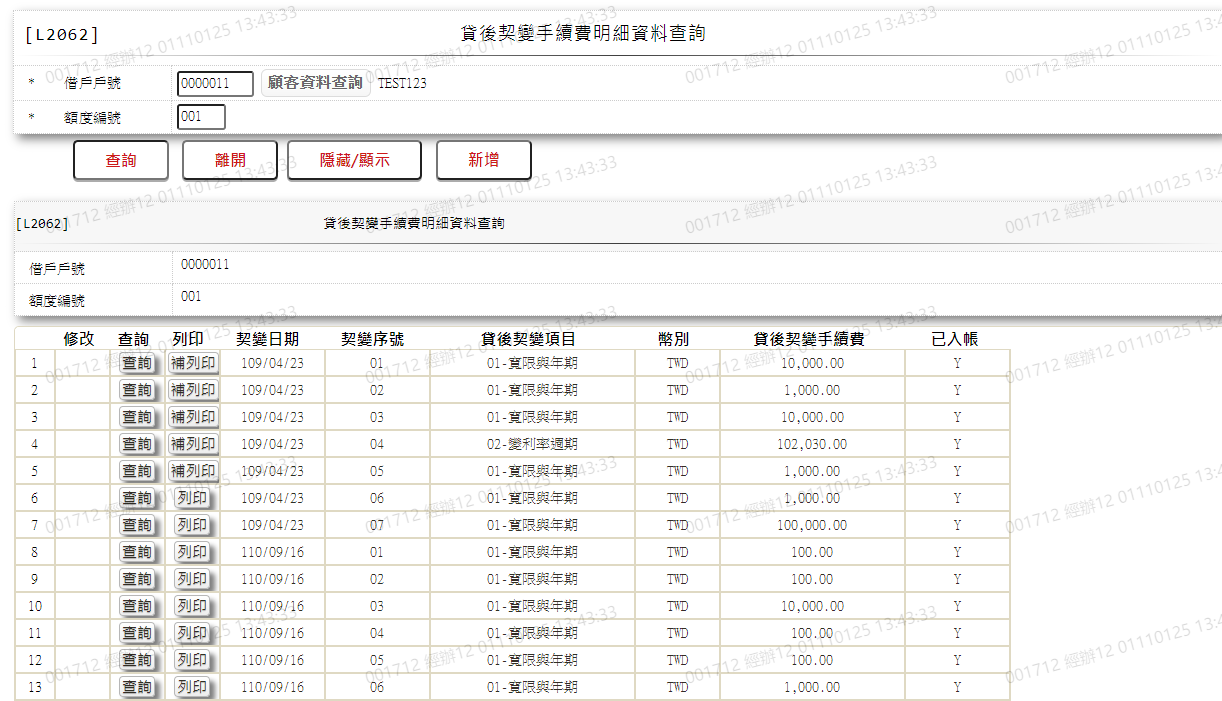 [L2062] 貸後契變手續費明細資料查詢
* 借戶戶號 0000011 顧客資料查詢 TEST123
* 額度編號 001
查詢 離開 隱藏/顯示 新增
[L2062] 貸後契變手續費明細資料查詢
借戶戶號 0000011
額度編號 001
修改 查詢 列印 契變日期 契變序號 貸後契變項目 幣別 貸後契變手續費 已入帳
1 查詢 補列印 109/04/23 01 01-寬限與年期 TWD 10,000.00 Y
2 查詢 補列印 109/04/23 02 01-寬限與年期 TWD 1,000.00 Y
3 查詢 補列印 109/04/23 03 01-寬限與年期 TWD 10,000.00 Y
4 查詢 補列印 109/04/23 04 02-變利率週期 TWD 102,030.00 Y
5 查詢 補列印 109/04/23 05 01-寬限與年期 TWD 1,000.00 Y
6 查詢 列印 109/04/23 06 01-寬限與年期 TWD 1,000.00 Y
7 查詢 列印 109/04/23 07 01-寬限與年期 TWD 100,000.00 Y
8 查詢 列印 110/09/16 01 01-寬限與年期 TWD 100.00 Y
9 查詢 列印 110/09/16 02 01-寬限與年期 TWD 100.00 Y
10 查詢 列印 110/09/16 03 01-寬限與年期 TWD 10,000.00 Y
11 查詢 列印 110/09/16 04 01-寬限與年期 TWD 100.00 Y
12 查詢 列印 110/09/16 05 01-寬限與年期 TWD 100.00 Y
13 查詢 列印 110/09/16 06 01-寬限與年期 TWD 1,000.00 Y
001712 經辦12 01110125 13:43:33